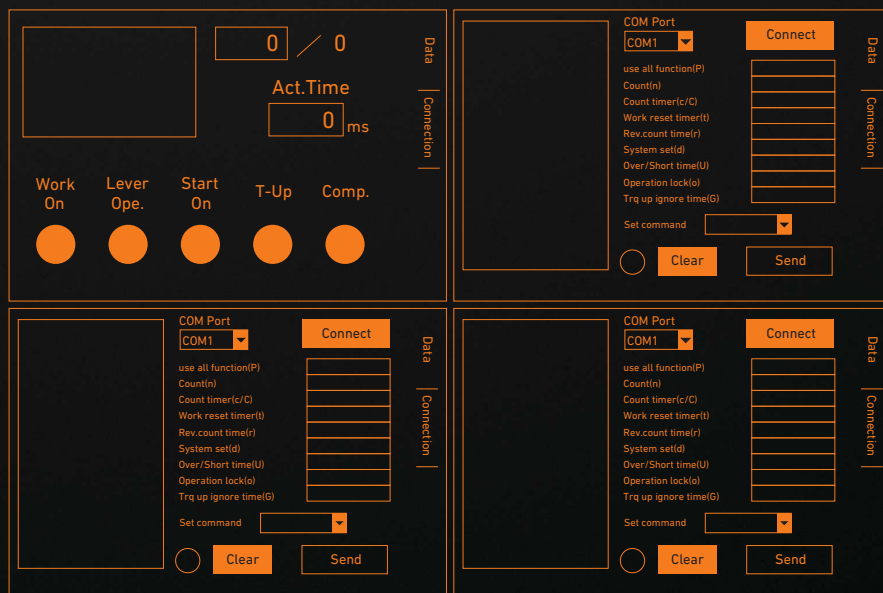 0 / 0
Act.Time
0 ms
Work On
Lever Ope.
Start On
T-Up
Comp.
Data
Connection
COM Port
COM1
Connect
use all function(P)
Count(n)
Count timer(c/C)
Work reset timer(t)
Rev.count time(r)
System set(d)
Over/Short time(U)
Operation lock(o)
Trq up ignore time(G)
Set command
Clear
Send
Data
Connection
COM Port
COM1
Connect
use all function(P)
Count(n)
Count timer(c/C)
Work reset timer(t)
Rev.count time(r)
System set(d)
Over/Short time(U)
Operation lock(o)
Trq up ignore time(G)
Set command
Clear
Send
Data
Connection
COM Port
COM1
Connect
use all function(P)
Count(n)
Count timer(c/C)
Work reset timer(t)
Rev.count time(r)
System set(d)
Over/Short time(U)
Operation lock(o)
Trq up ignore time(G)
Set command
Clear
Send
Data
Connection